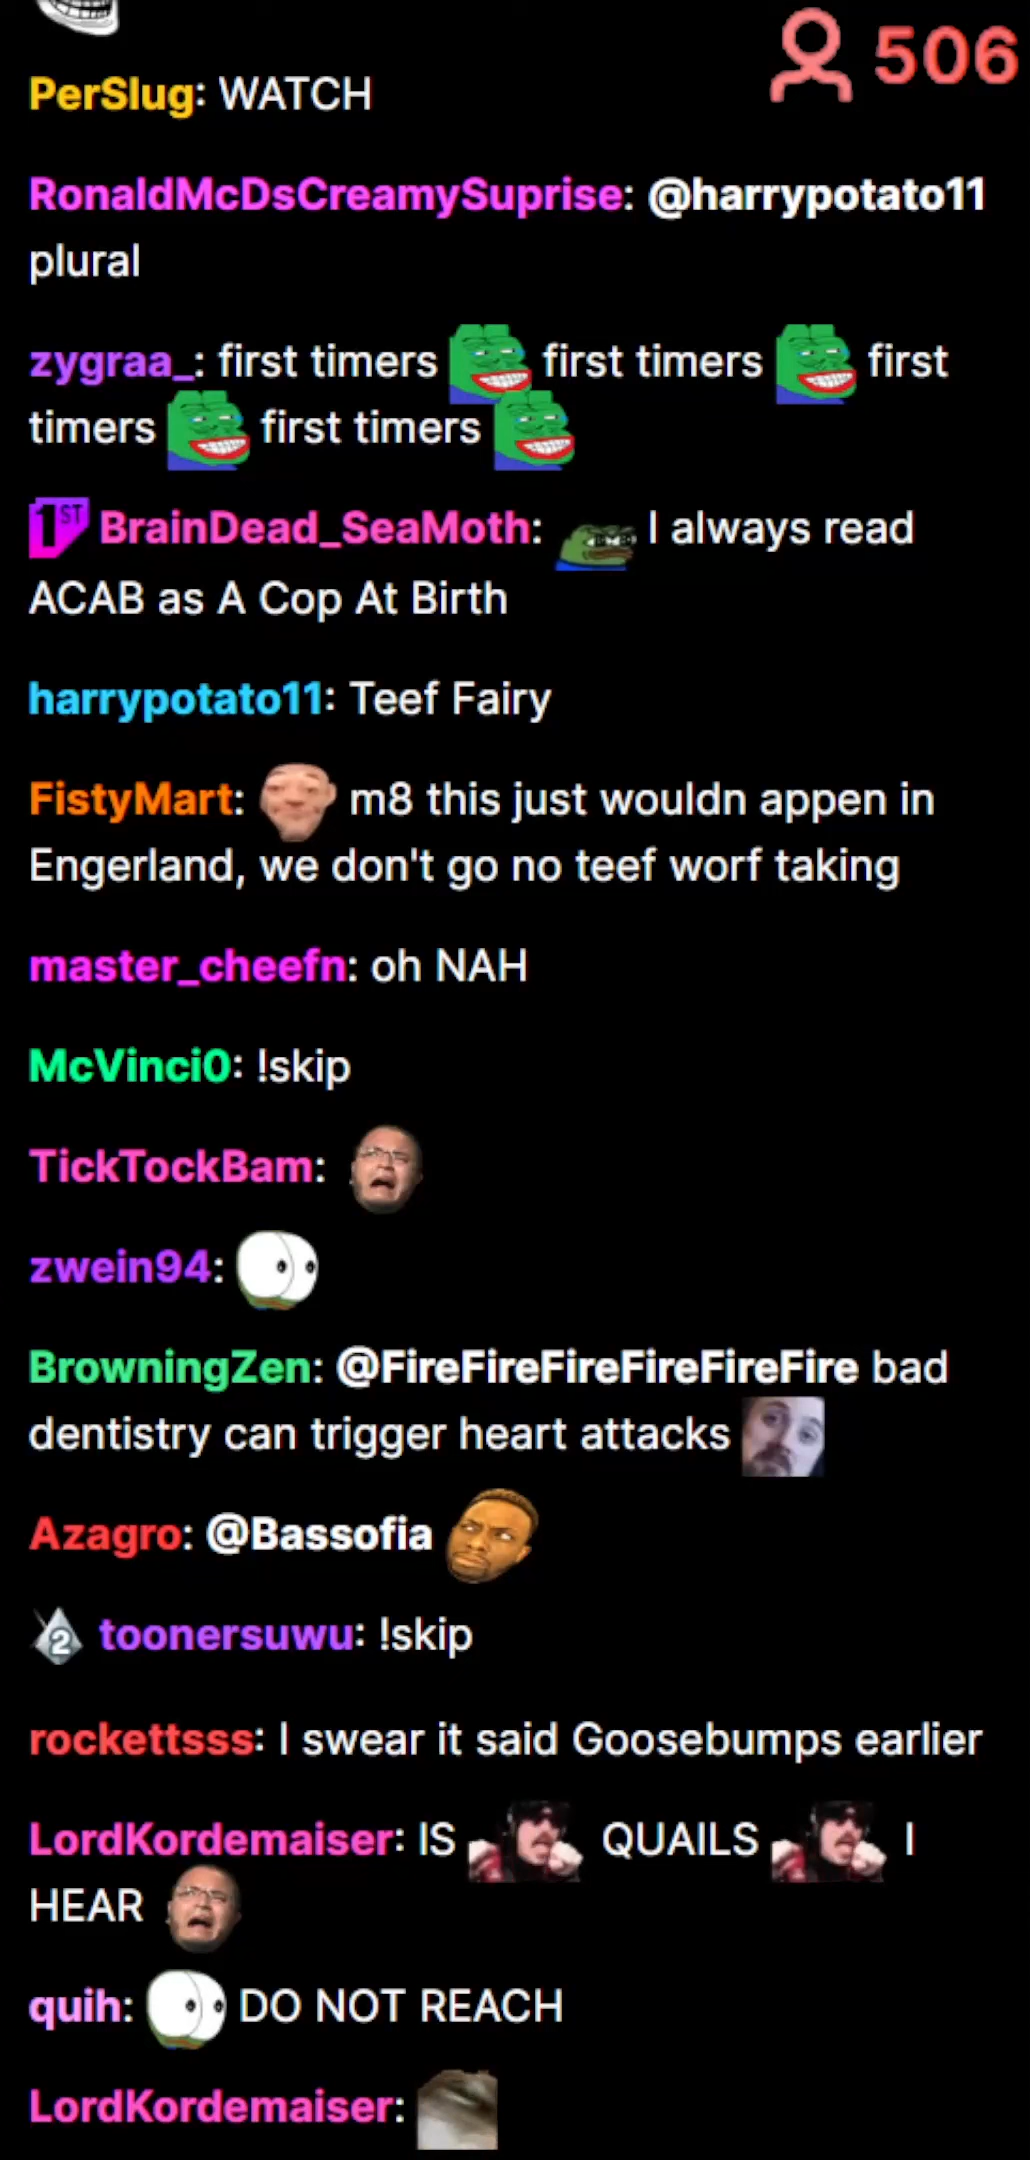 506
PerSlug: WATCH
RonaldMcDsCreamySuprise: @harrypotato11
plural
zygraa_: first timers first timers first
timers first timers
1ST BrainDead_SeaMoth: I always read
ACAB as A Cop At Birth
harrypotato11: Teef Fairy
FistyMart: m8 this just wouldn appen in
Engerland, we don't go no teef worf taking
master_cheefn: oh NAH
McVinci0: !skip
TickTockBam:
zwein94:
BrowningZen: @FireFireFireFireFireFire bad
dentistry can trigger heart attacks
Azagro: @Bassofia
2 toonersuwu: !skip
rockettsss: I swear it said Goosebumps earlier
LordKordemaiser: IS QUAILS I
HEAR
quih: DO NOT REACH
LordKordemaiser: